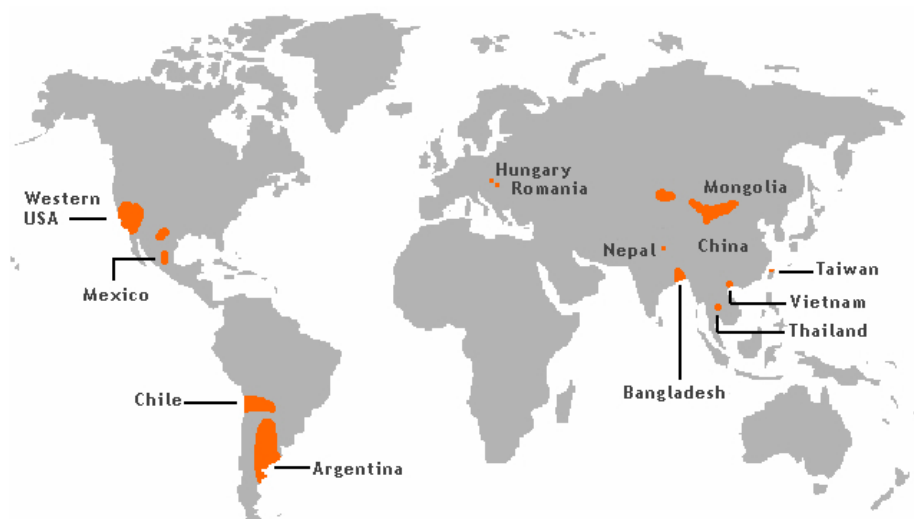 Hungary
Romania
Mongolia
Western
USA
Nepal
China
Taiwan
Mexico
Vietnam
Thailand
Bangladesh
Chile
Argentina